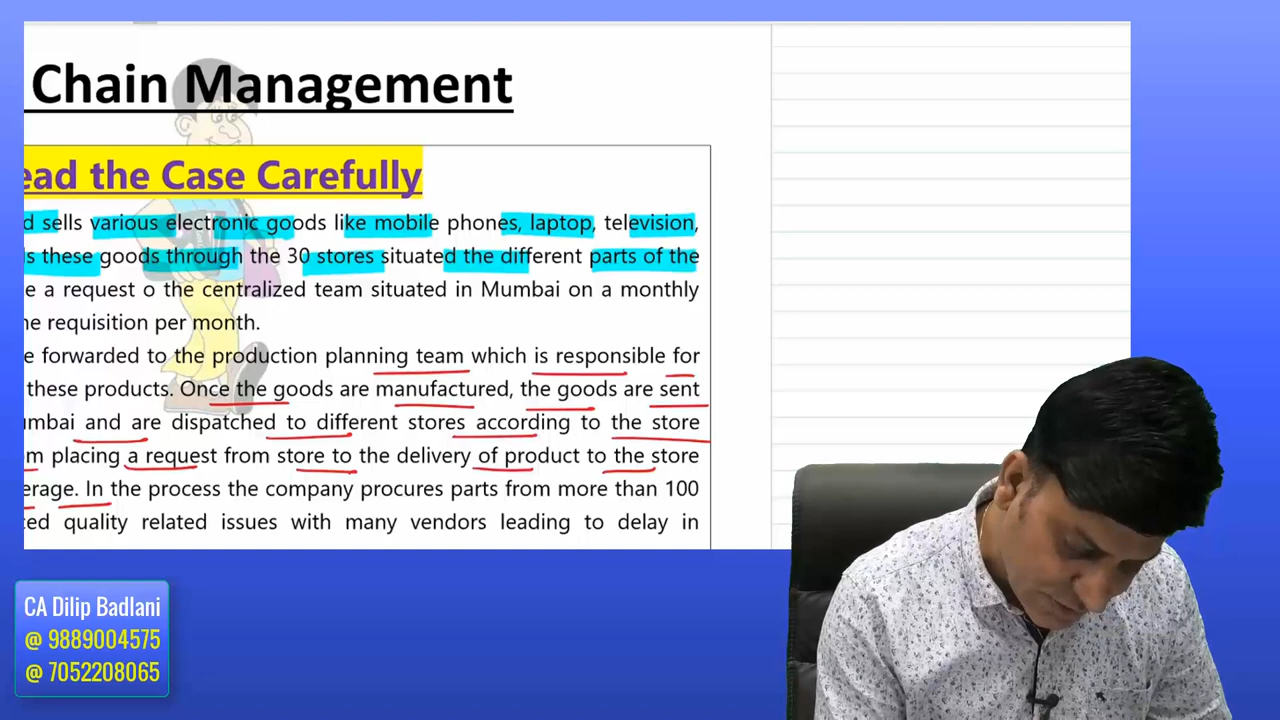 Chain Management
ead the Case Carefully
d sells various electronic goods like mobile phones, laptop, television,
s these goods through the 30 stores situated the different parts of the
e a request o the centralized team situated in Mumbai on a monthly
ne requisition per month.
e forwarded to the production planning team which is responsible for
these products. Once the goods are manufactured, the goods are sent
umbai and are dispatched to different stores according to the store
om placing a request from store to the delivery of product to the store
erage. In the process the company procures parts from more than 100
ted quality related issues with many vendors leading to delay in
CA Dilip Badlani
@ 9889004575
@ 7052208065